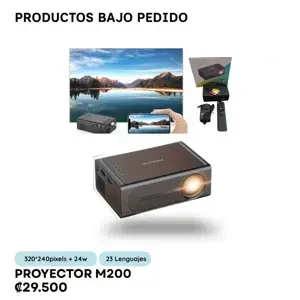 PRODUCTOS BAJO PEDIDO
320*240pixels + 24w
23 Lenguajes
PROYECTOR M200
₡29.500